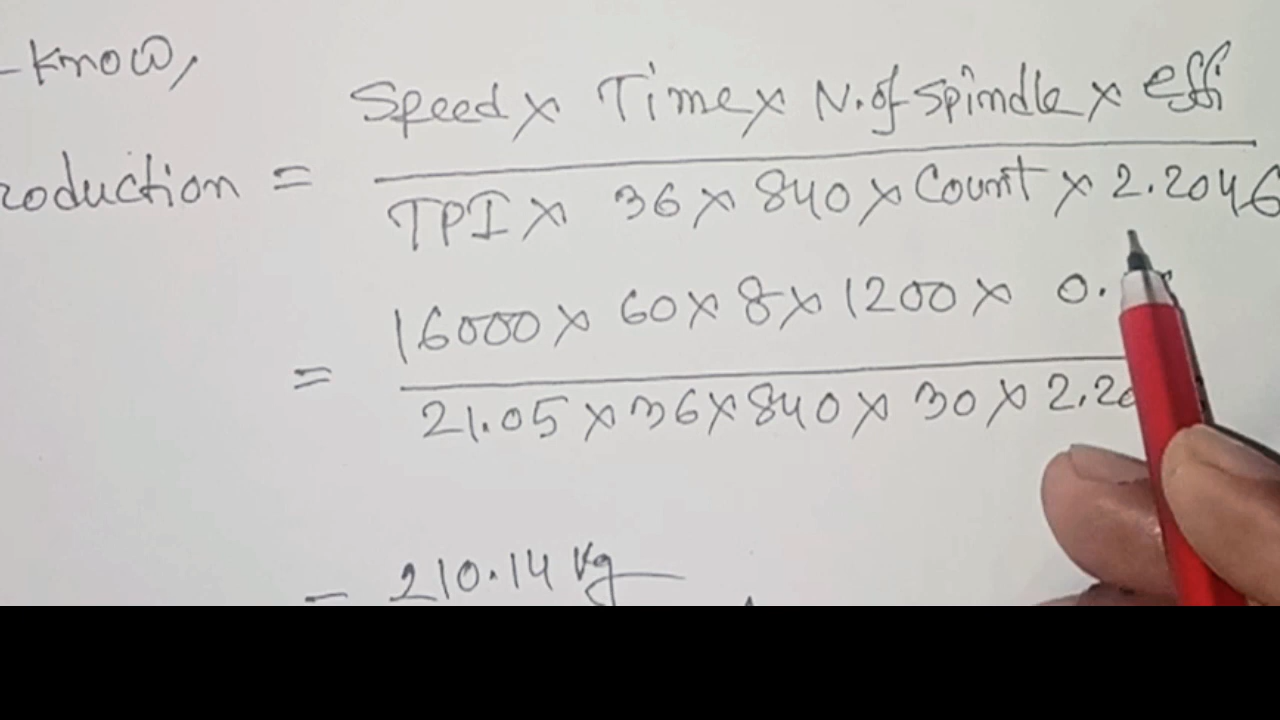 know,
Speed x Time x N.of spindle x effi
roduction =
TPI x 36 x 840 x Count x 2.2046
16000 x 60 x 8 x 1200 x 0.
=
21.05 x 36 x 840 x 30 x 2.20
= 210.14 kg